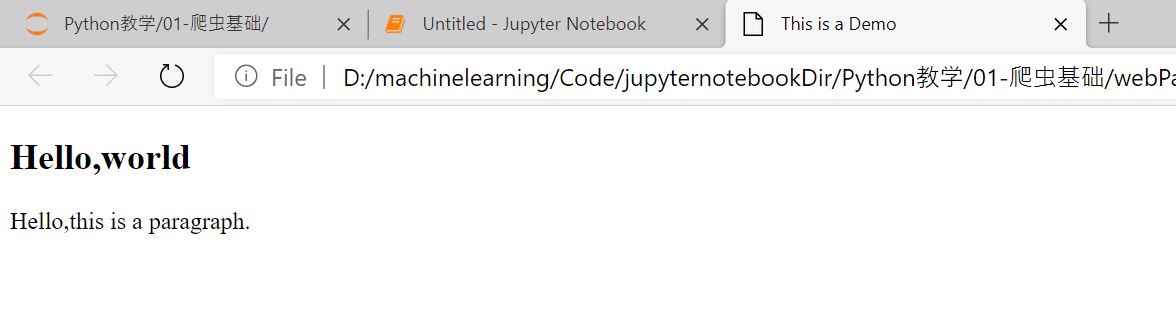 Python教学/01-爬虫基础/
Untitled - Jupyter Notebook
This is a Demo
File | D:/machinelearning/Code/jupyternotebookDir/Python教学/01-爬虫基础/webPa
Hello,world
Hello,this is a paragraph.